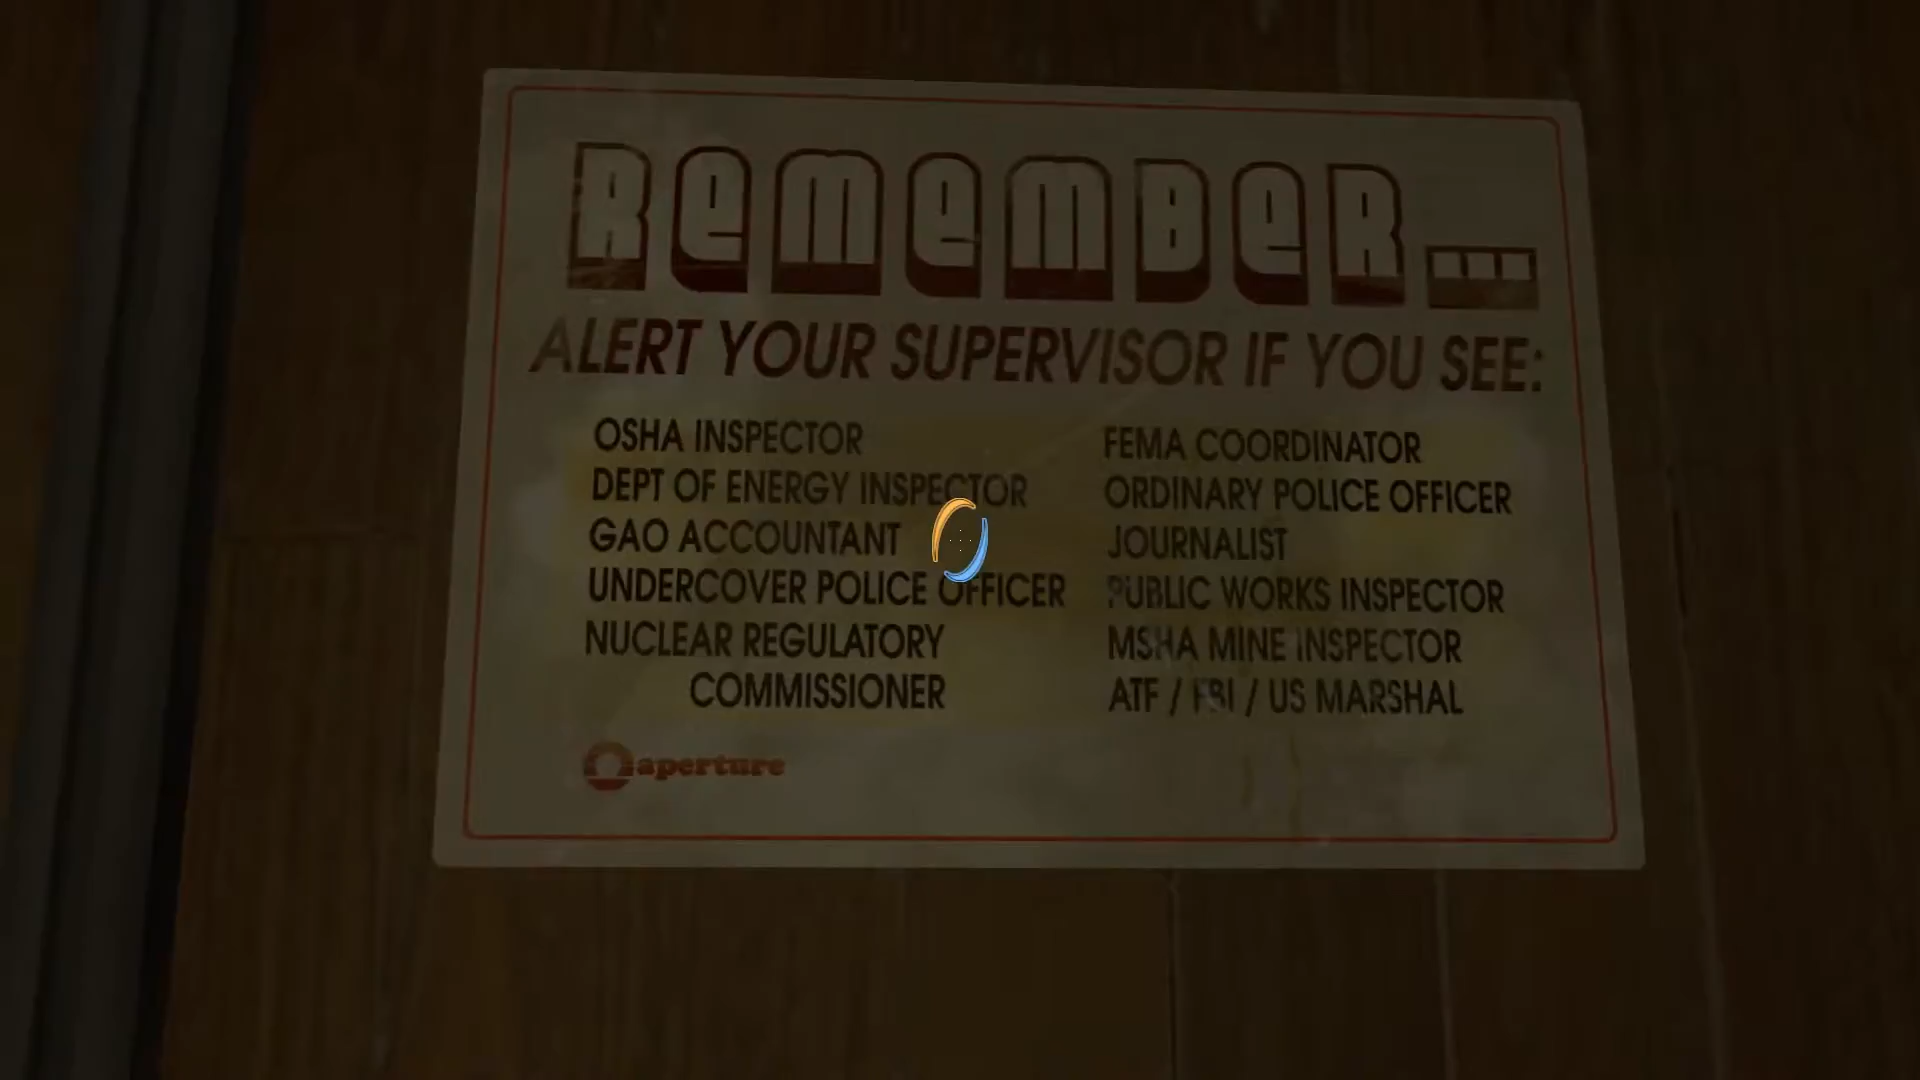 REMEMBER...
ALERT YOUR SUPERVISOR IF YOU SEE:
OSHA INSPECTOR
DEPT OF ENERGY INSPECTOR
GAO ACCOUNTANT
UNDERCOVER POLICE OFFICER
NUCLEAR REGULATORY
COMMISSIONER
FEMA COORDINATOR
ORDINARY POLICE OFFICER
JOURNALIST
PUBLIC WORKS INSPECTOR
MSHA MINE INSPECTOR
ATF / FBI / US MARSHAL
aperture